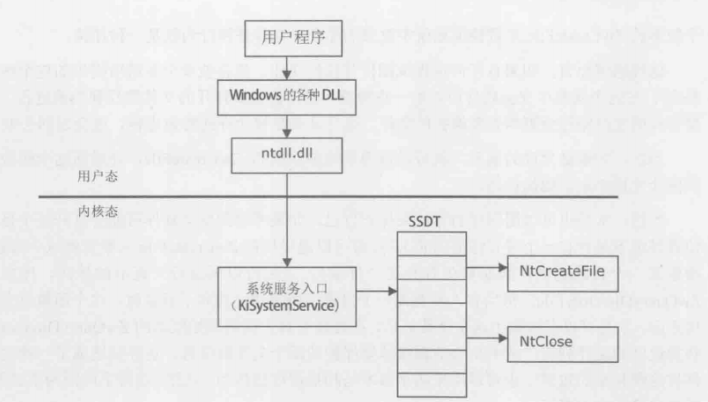 用户程序
Windows的各种DLL
ntdll.dll
用户态
内核态
SSDT
系统服务入口
(KiSystemService)
NtCreateFile
NtClose